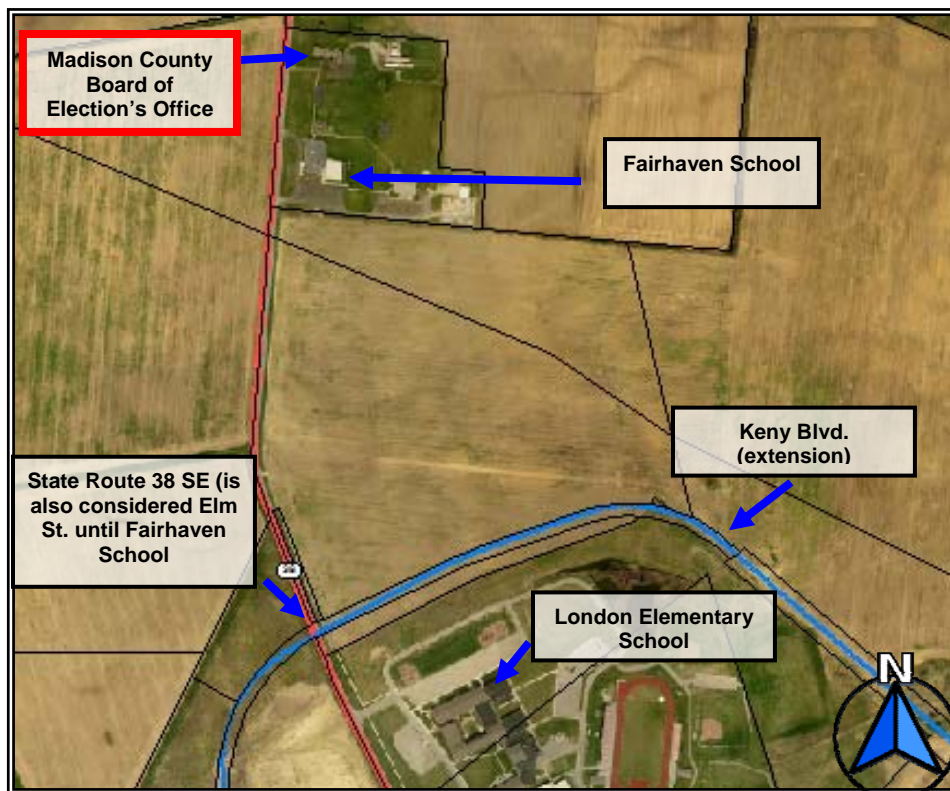 Madison County
Board of
Election's Office
Fairhaven School
Keny Blvd.
(extension)
State Route 38 SE (is
also considered Elm
St. until Fairhaven
School
London Elementary
School
N